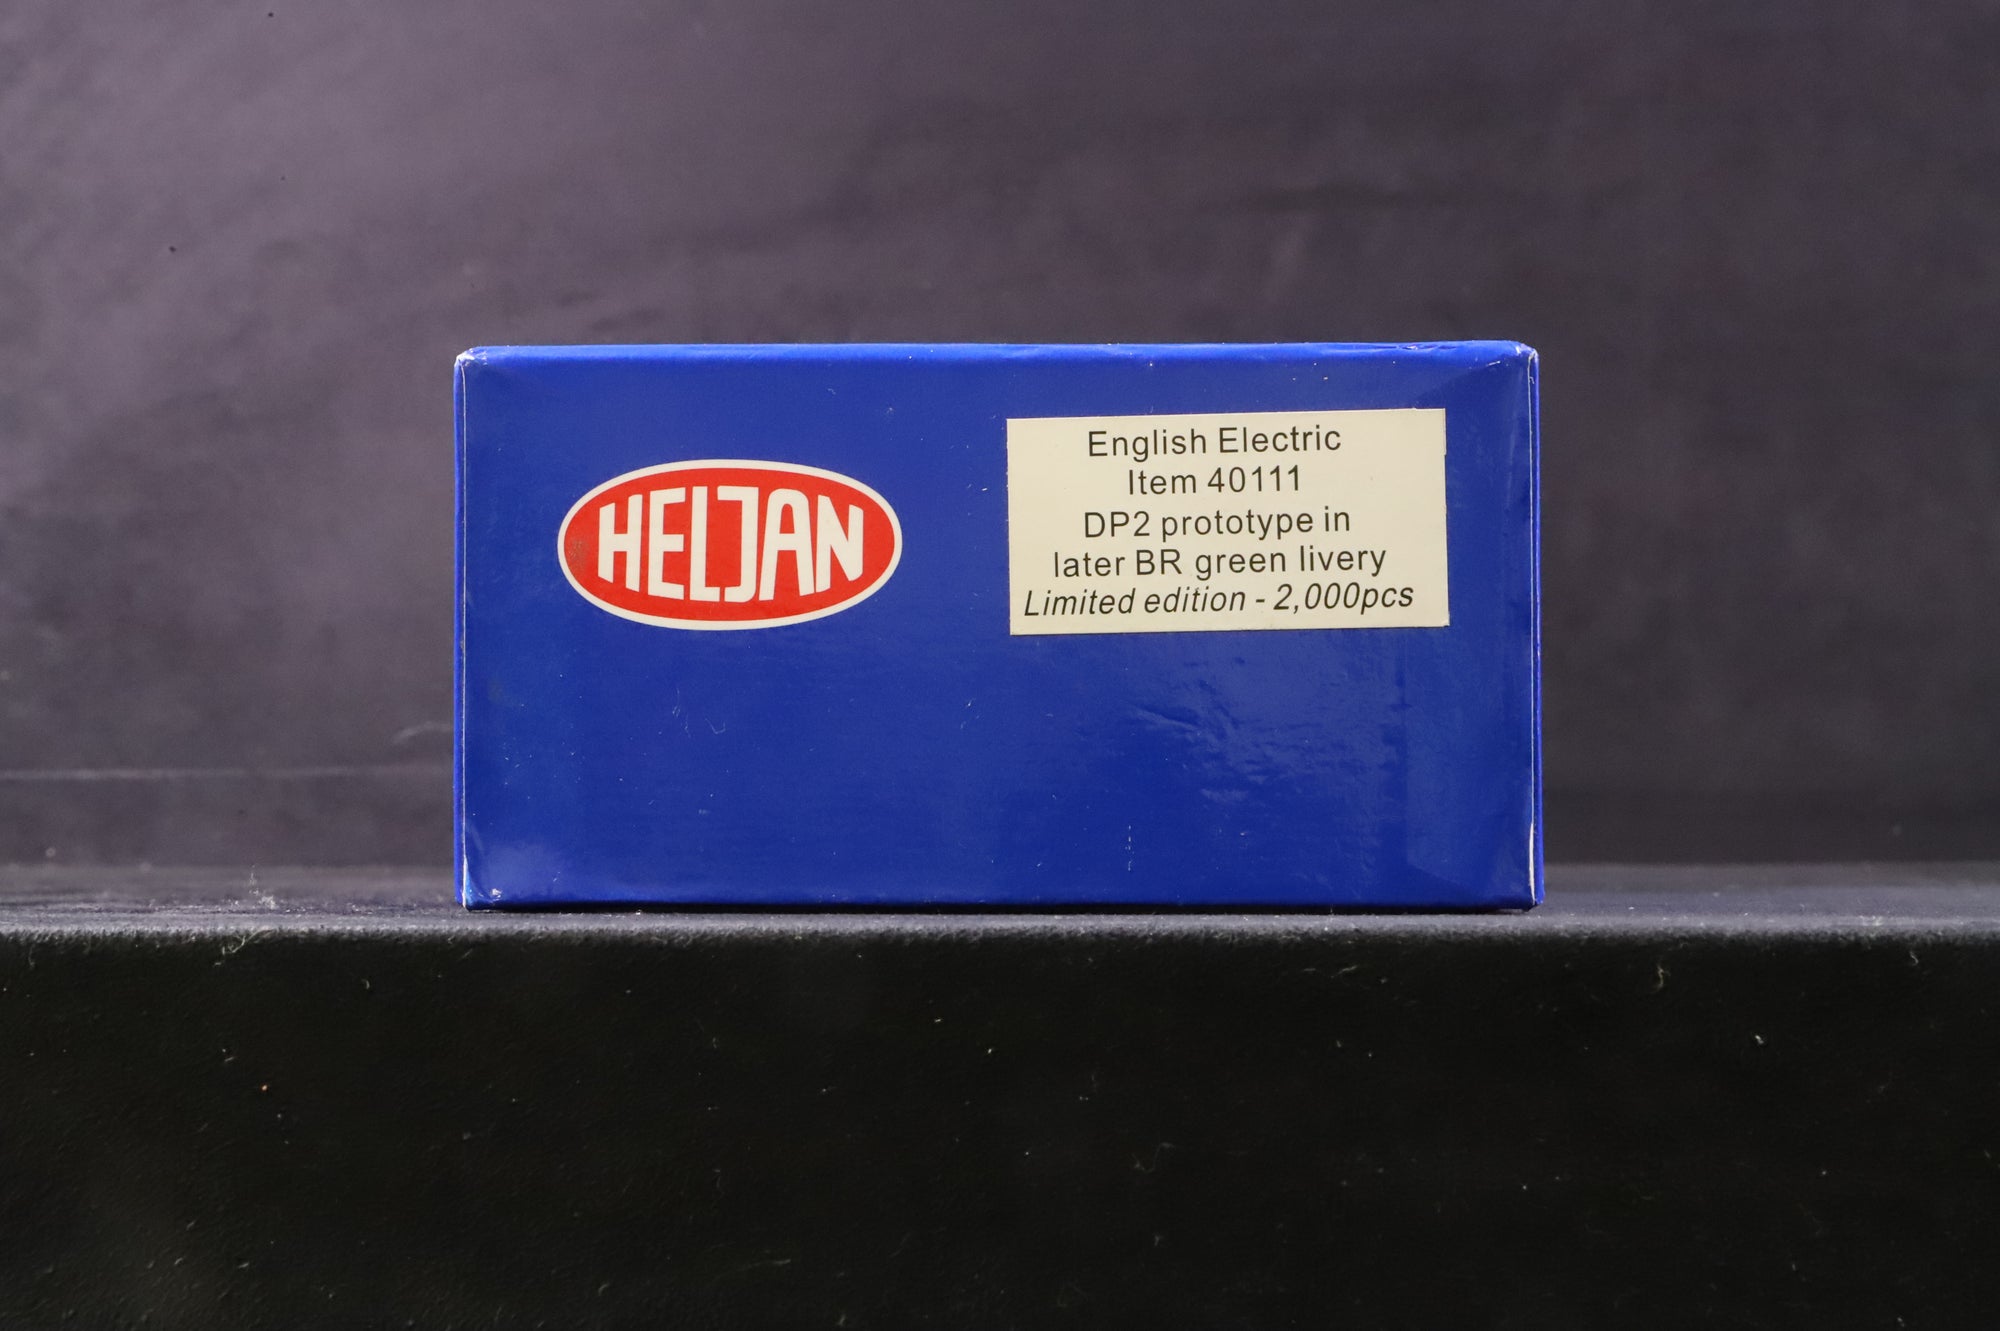 HELJAN
English Electric
Item 40111
DP2 prototype in
later BR green livery
Limited edition - 2,000pcs